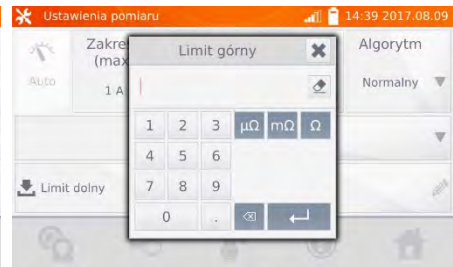 Ustawienia pomiaru
14:39 2017.08.09
Auto
Zakre
(max
1 A
Limit górny
Algorytm
Normalny
1 2 3 µΩ mΩ Ω
4 5 6
7 8 9
0 .
Limit dolny